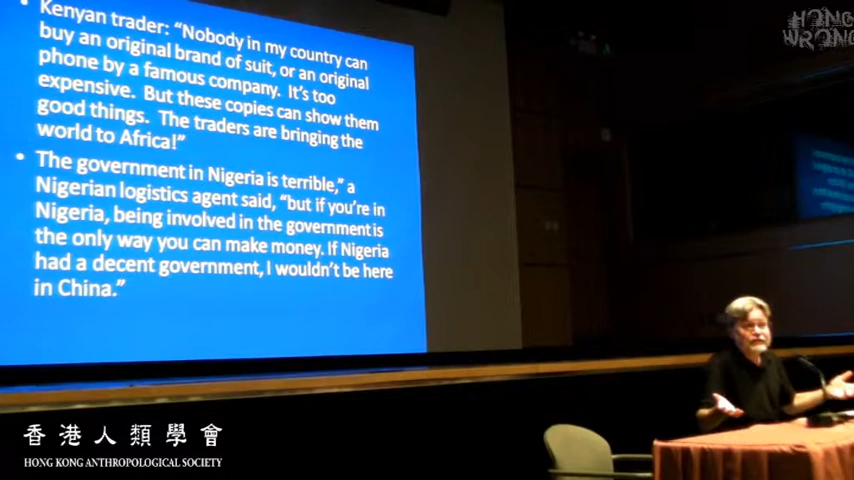 • Kenyan trader: “Nobody in my country can
buy an original brand of suit, or an original
phone by a famous company. It’s too
expensive. But these copies can show them
good things. The traders are bringing the
world to Africa!”
• The government in Nigeria is terrible,” a
Nigerian logistics agent said, “but if you’re in
Nigeria, being involved in the government is
the only way you can make money. If Nigeria
had a decent government, I wouldn’t be here
in China.”
HONG
WRONG
香港人類學會
HONG KONG ANTHROPOLOGICAL SOCIETY